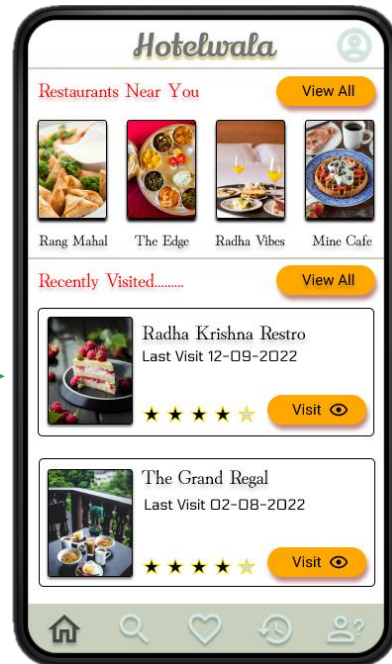 Hotelwala
Restaurants Near You
View All
Rang Mahal
The Edge
Radha Vibes
Mine Cafe
Recently Visited.........
View All
Radha Krishna Restro
Last Visit 12-09-2022
Visit
The Grand Regal
Last Visit 02-08-2022
Visit
?